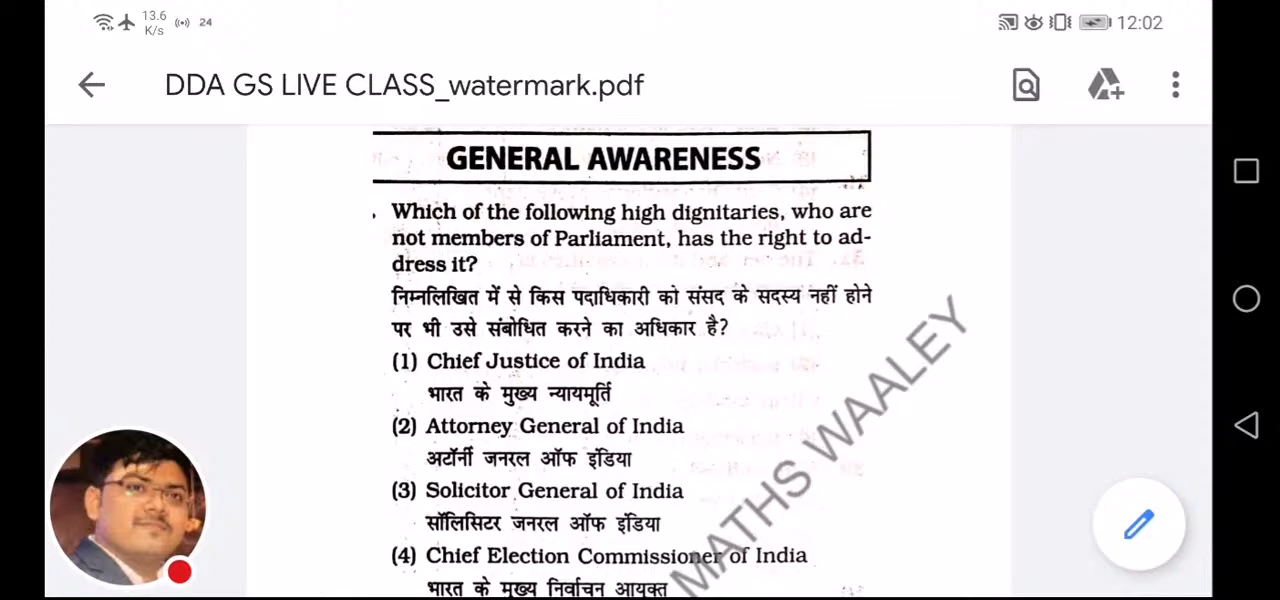 13.6
K/s
24
12:02
DDA GS LIVE CLASS_watermark.pdf
GENERAL AWARENESS
Which of the following high dignitaries, who are
not members of Parliament, has the right to ad-
dress it?
निम्नलिखित में से किस पदाधिकारी को संसद के सदस्य नहीं होने
पर भी उसे संबोधित करने का अधिकार है?
(1) Chief Justice of India
भारत के मुख्य न्यायमूर्ति
(2) Attorney General of India
अटॉर्नी जनरल ऑफ इंडिया
(3) Solicitor General of India
सॉलिसिटर जनरल ऑफ इंडिया
(4) Chief Election Commissioner of India
भारत के मुख्य निर्वाचन आयुक्त
MATHS WAALEY